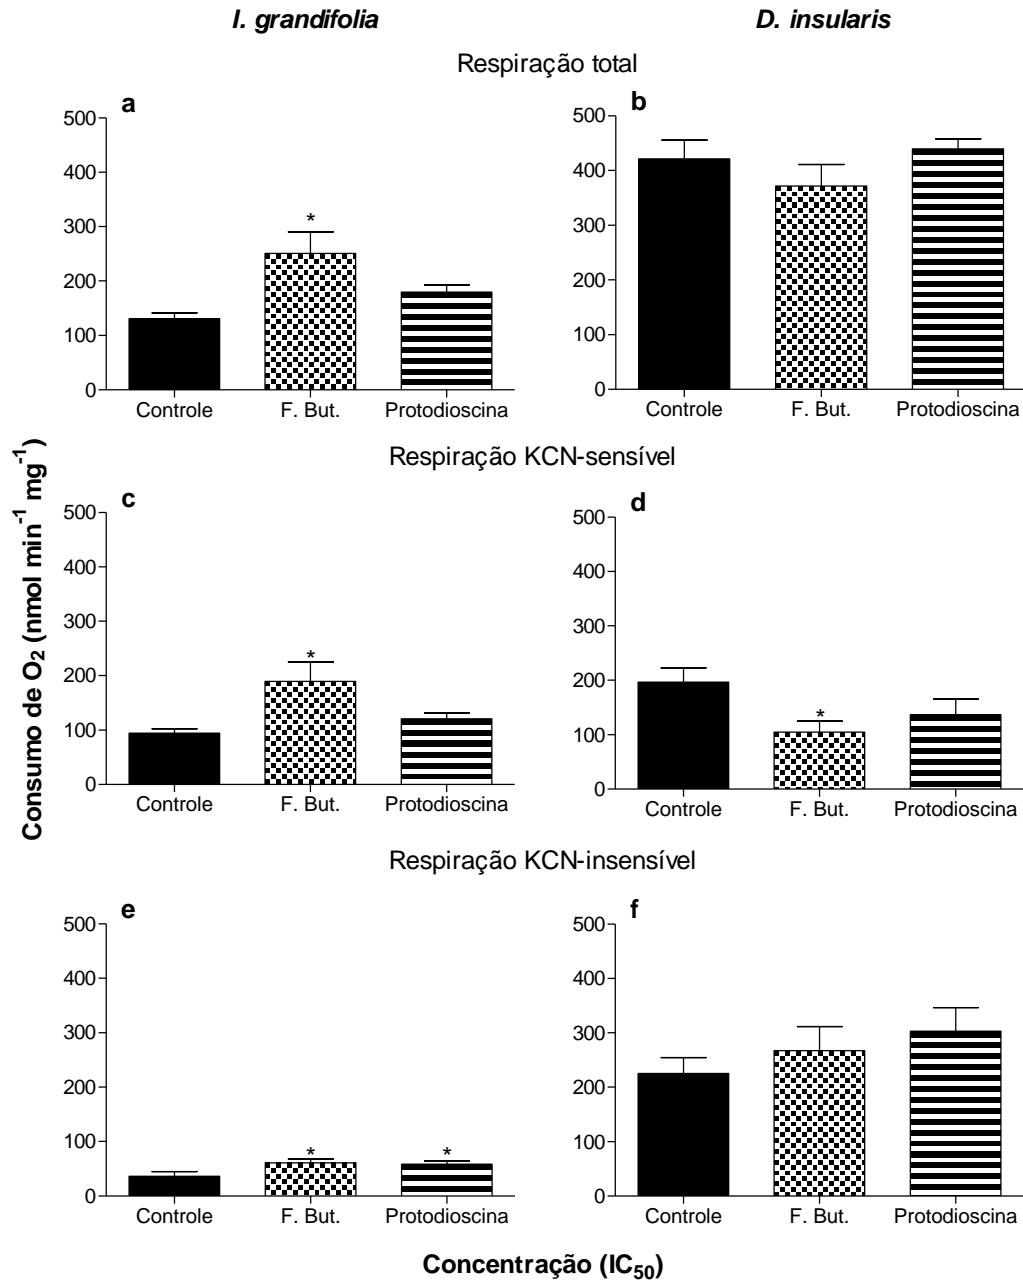 I. grandifolia D. insularis
Respiração total
a b
500 500
400 400
300 300
200 200
100 100
0 0
*
Controle F. But. Protodioscina Controle F. But. Protodioscina
Respiração KCN-sensível
c d
500 500
400 400
300 300
200 200
100 100
0 0
* *
Controle F. But. Protodioscina Controle F. But. Protodioscina
Respiração KCN-insensível
e f
500 500
400 400
300 300
200 200
100 100
0 0
* *
Controle F. But. Protodioscina Controle F. But. Protodioscina
Consumo de O₂ (nmol min⁻¹ mg⁻¹)
Concentração (IC₅₀)